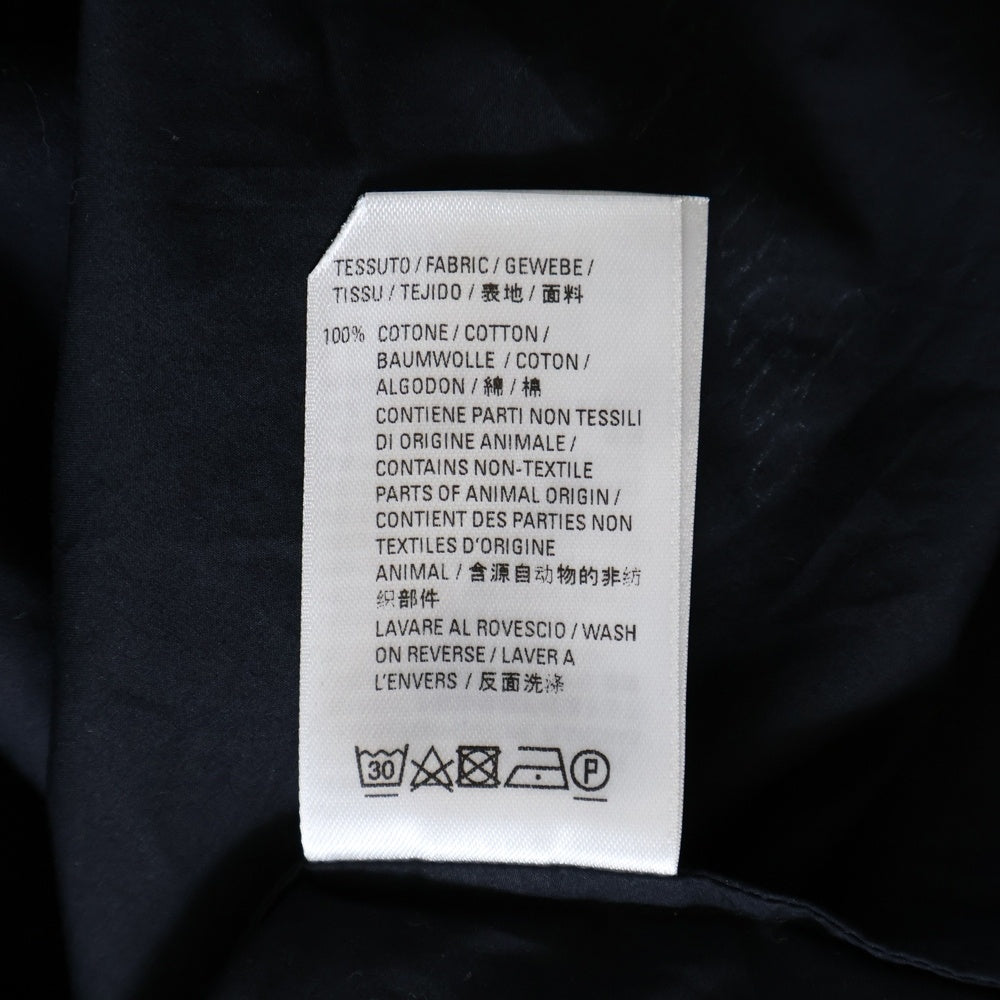 TESSUTO / FABRIC / GEWEBE /
TISSU / TEJIDO / 表地 / 面料
100% COTONE / COTTON /
BAUMWOLLE / COTON /
ALGODON / 綿 / 棉
CONTIENE PARTI NON TESSILI
DI ORIGINE ANIMALE /
CONTAINS NON-TEXTILE
PARTS OF ANIMAL ORIGIN /
CONTIENT DES PARTIES NON
TEXTILES D'ORIGINE
ANIMAL / 含源自动物的非纺
织部件
LAVARE AL ROVESCIO / WASH
ON REVERSE / LAVER A
L'ENVERS / 反面洗涤
30 P